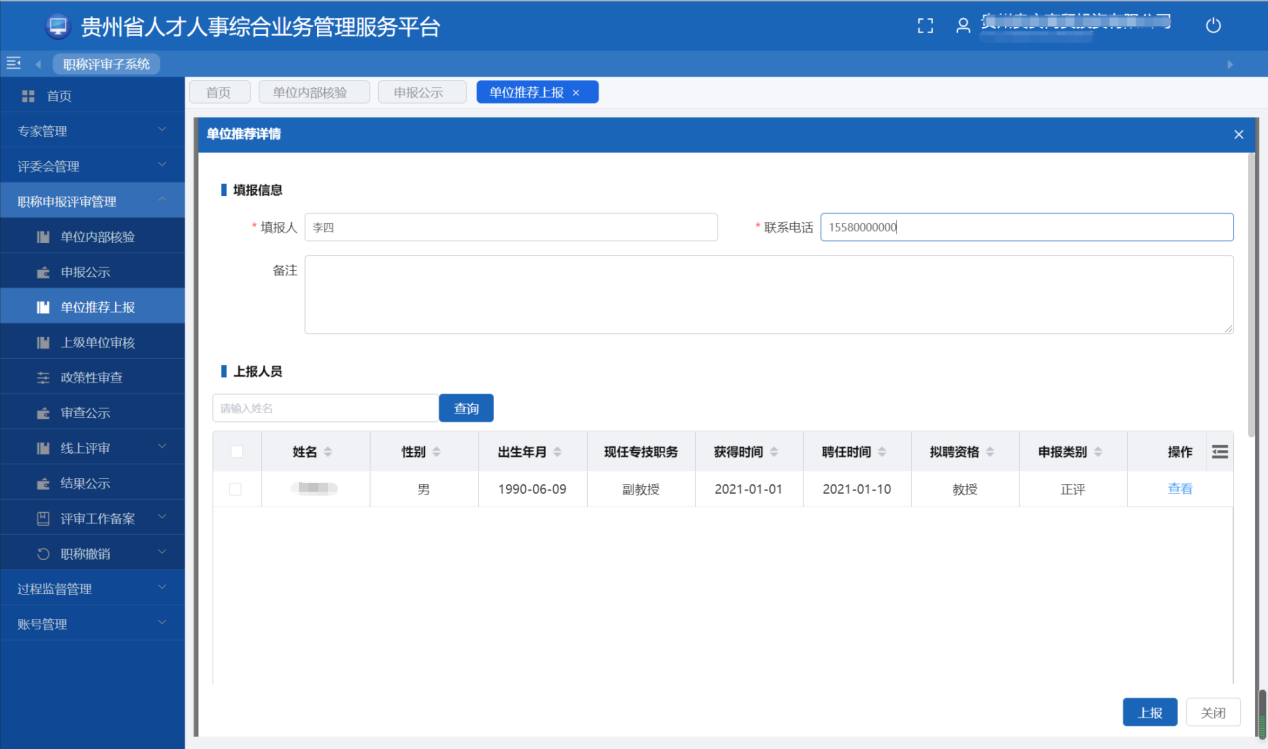 贵州省人才人事综合业务管理服务平台
职称评审子系统
首页
专家管理
评委会管理
职称申报评审管理
单位内部核验
申报公示
单位推荐上报
上级单位审核
政策性审查
审查公示
线上评审
结果公示
评审工作备案
职称撤销
过程监督管理
账号管理
首页 单位内部核验 申报公示 单位推荐上报 ×
单位推荐详情 ×
填报信息
* 填报人 李四 * 联系电话 15580000000
备注
上报人员
请输入姓名 查询
姓名 性别 出生年月 现任专技职务 获得时间 聘任时间 拟聘资格 申报类别 操作
男 1990-06-09 副教授 2021-01-01 2021-01-10 教授 正评 查看
上报 关闭